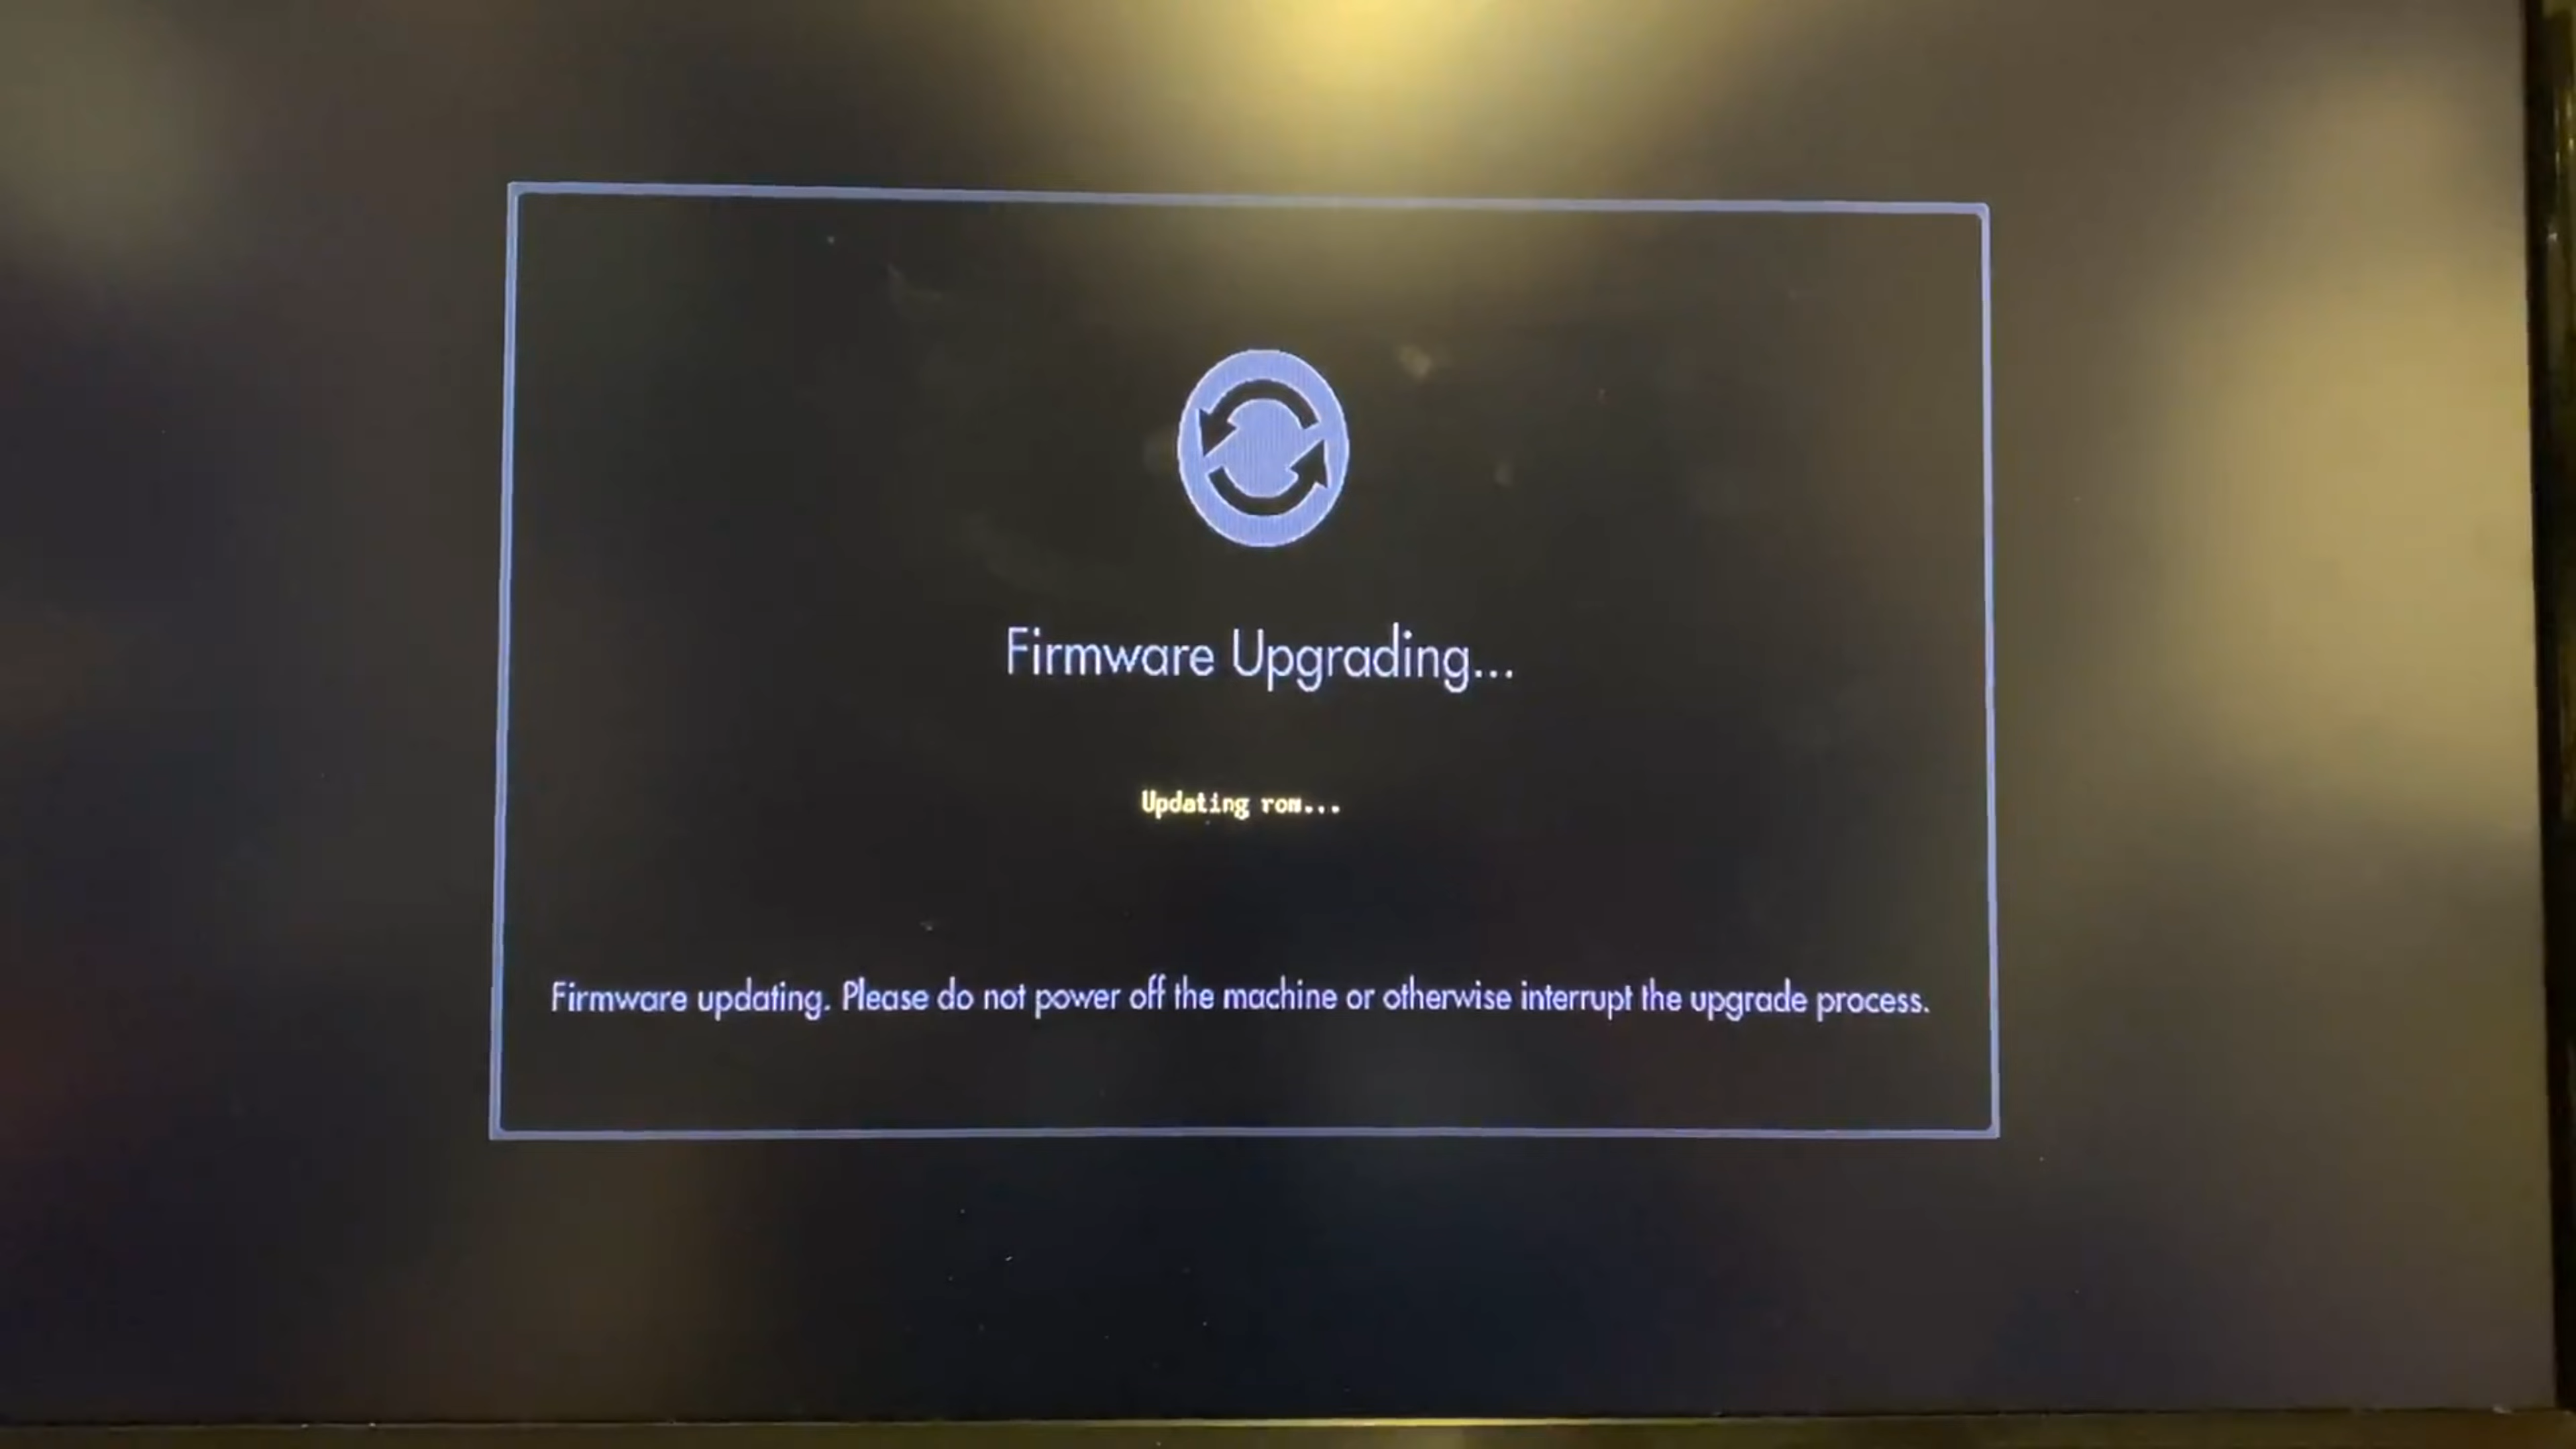 Firmware Upgrading...
Updating rom...
Firmware updating. Please do not power off the machine or otherwise interrupt the upgrade process.